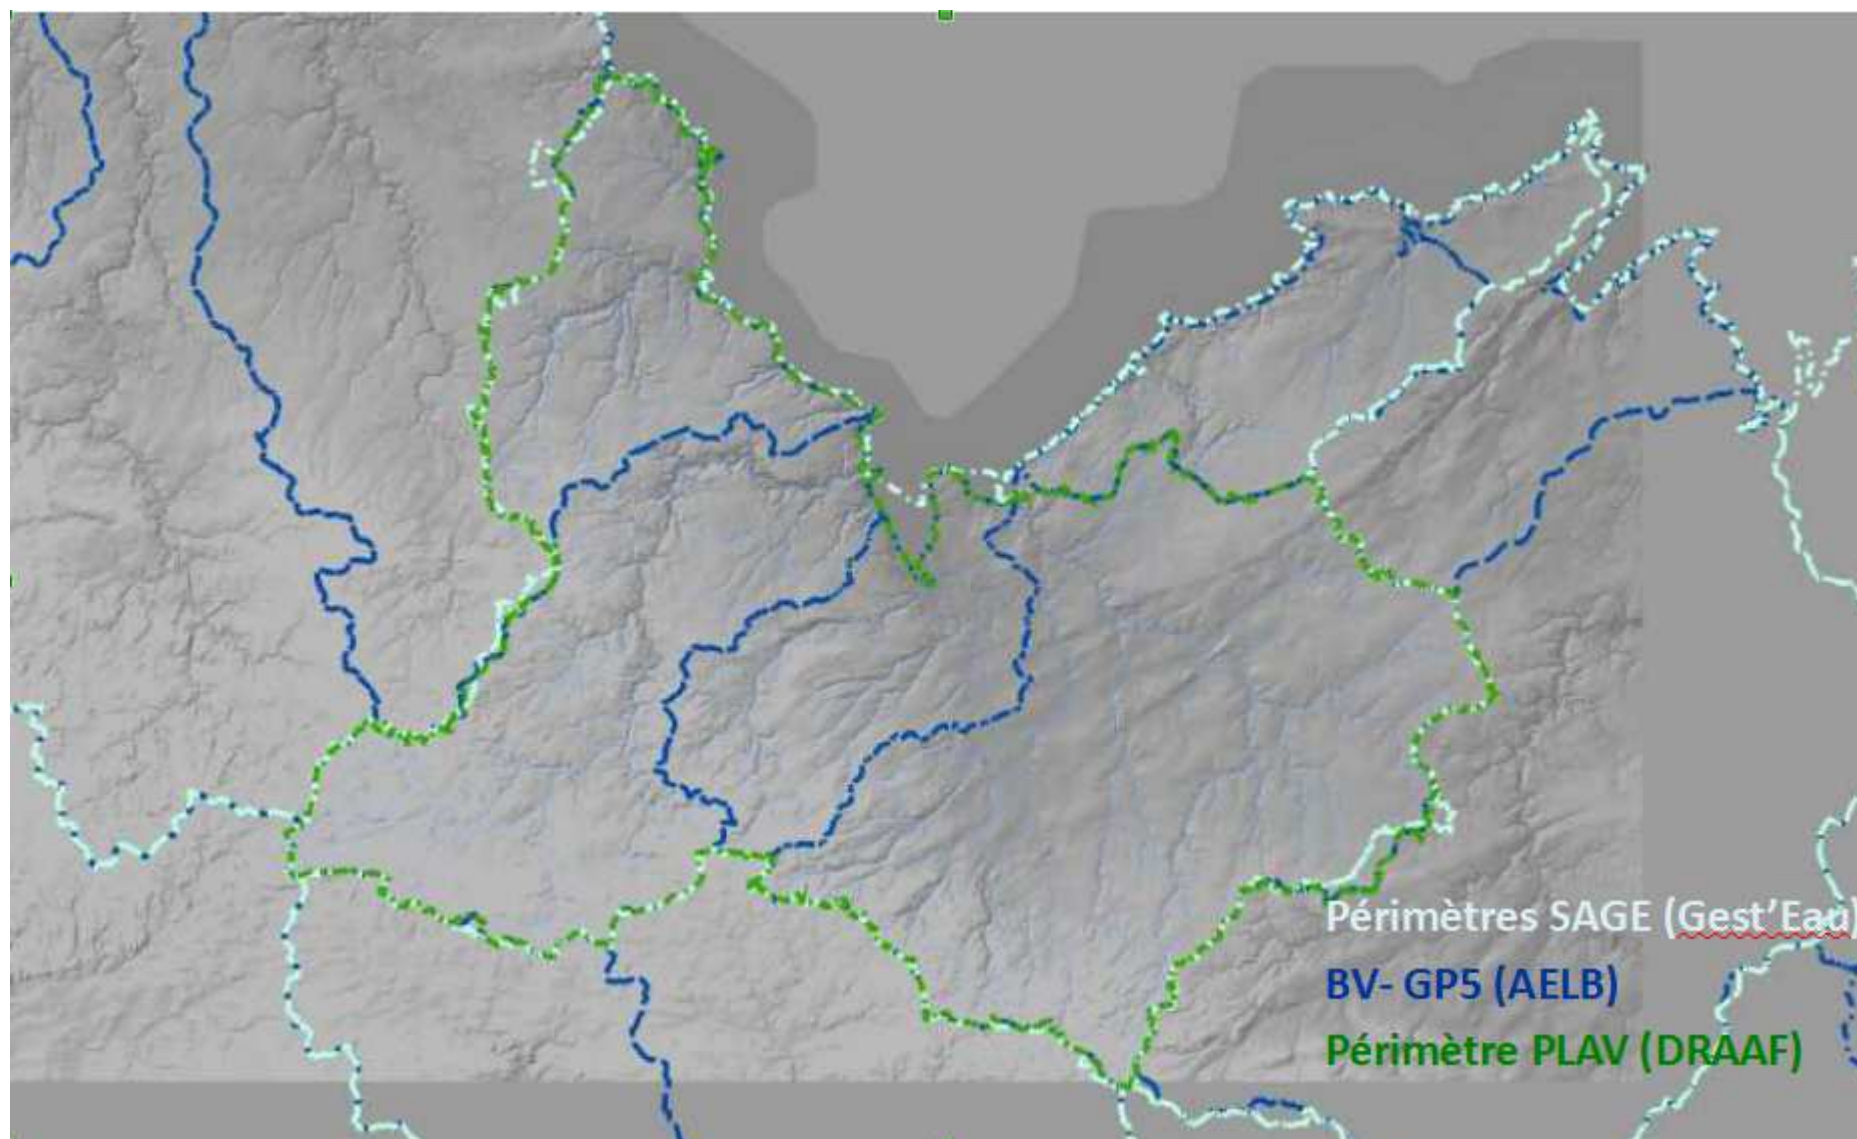 Périmètres SAGE (Gest’Eau)
BV- GP5 (AELB)
Périmètre PLAV (DRAAF)